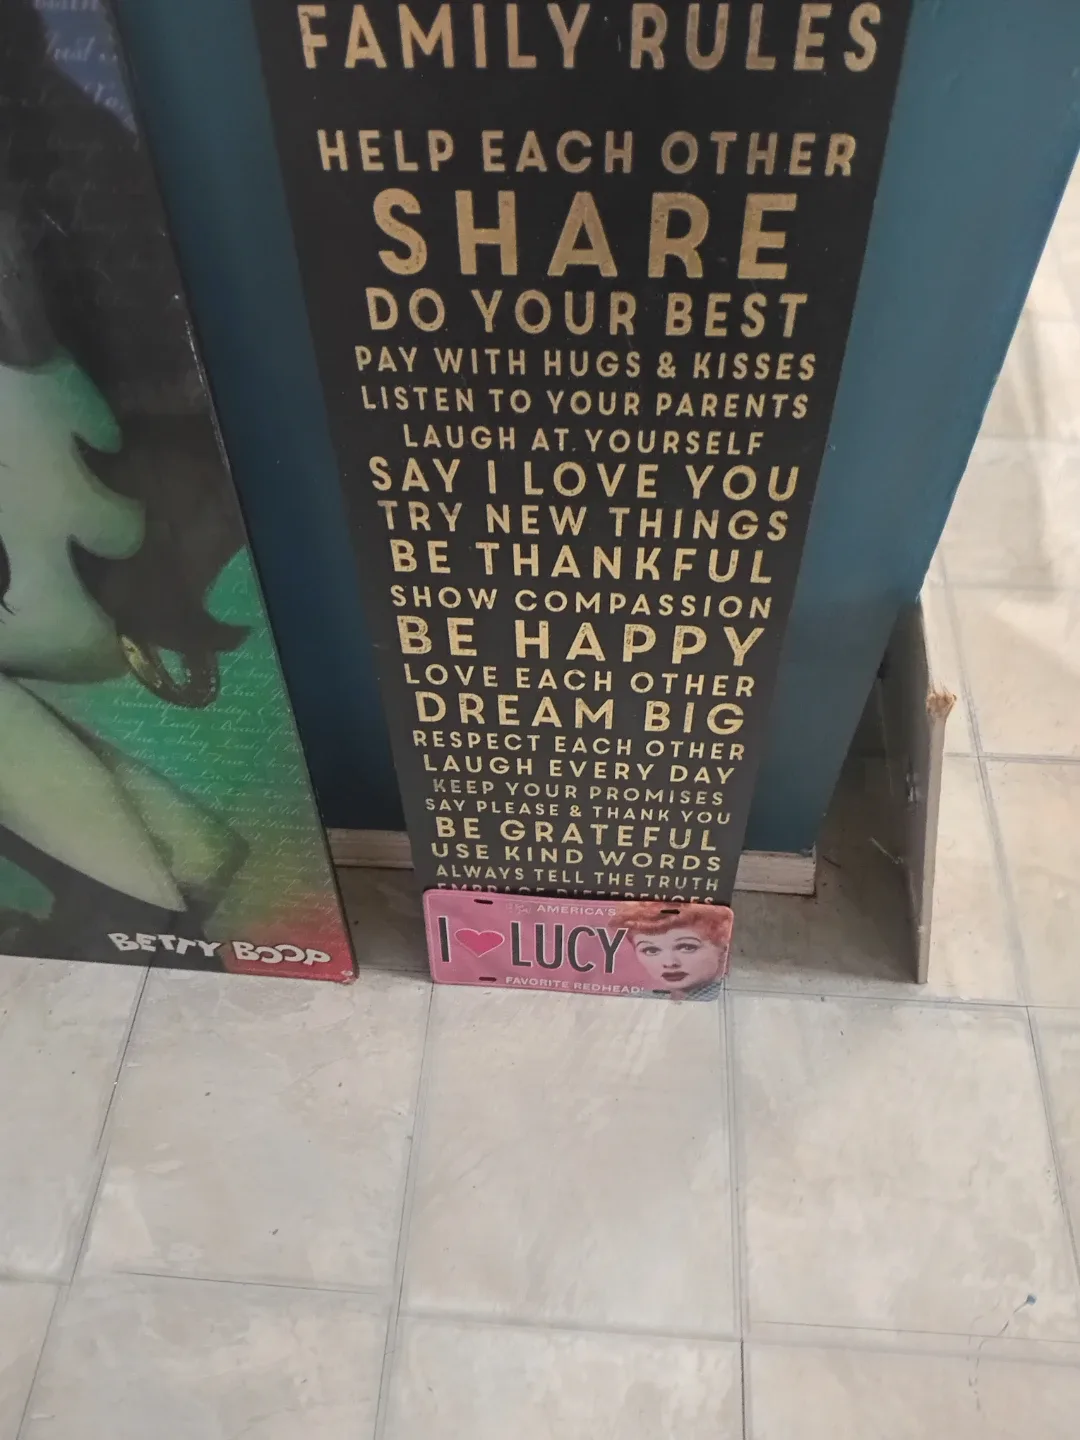 FAMILY RULES
HELP EACH OTHER
SHARE
DO YOUR BEST
PAY WITH HUGS & KISSES
LISTEN TO YOUR PARENTS
LAUGH AT YOURSELF
SAY I LOVE YOU
TRY NEW THINGS
BE THANKFUL
SHOW COMPASSION
BE HAPPY
LOVE EACH OTHER
DREAM BIG
RESPECT EACH OTHER
LAUGH EVERY DAY
KEEP YOUR PROMISES
SAY PLEASE & THANK YOU
BE GRATEFUL
USE KIND WORDS
ALWAYS TELL THE TRUTH
EMBRACE DIFFERENCES
AMERICA'S
I ❤ LUCY
FAVORITE REDHEAD!
BETTY BOOP